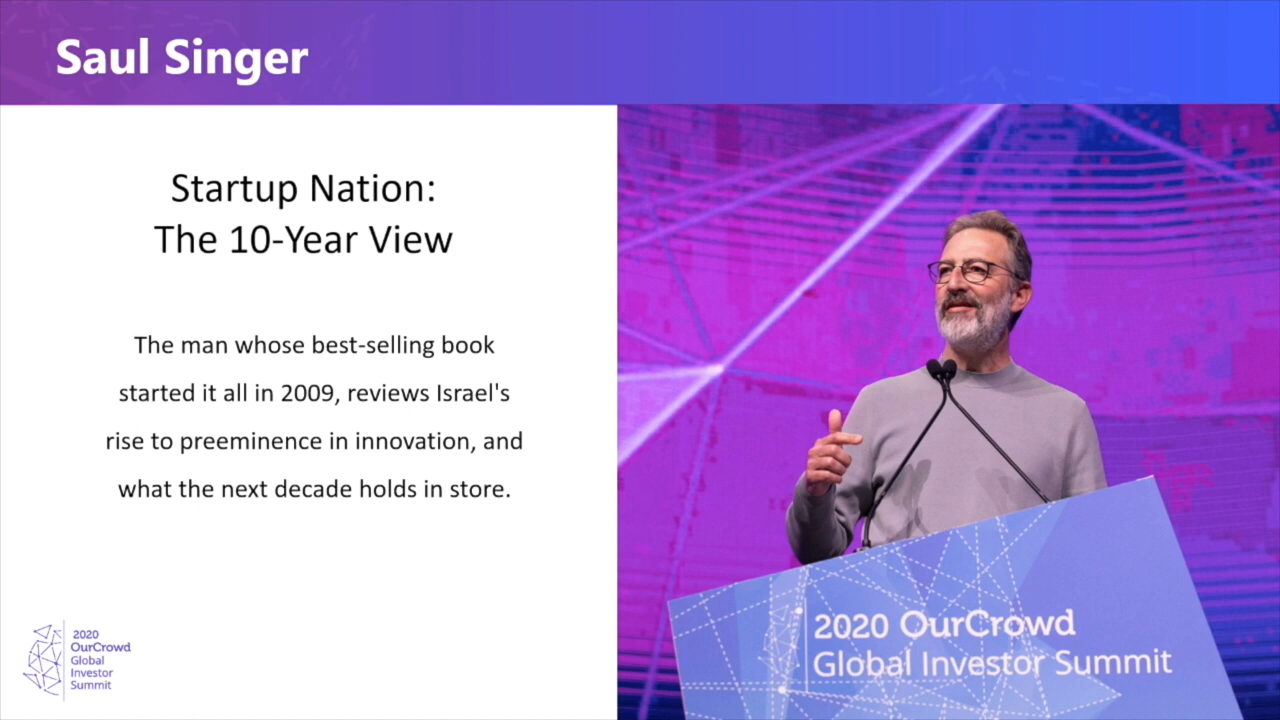 Saul Singer
Startup Nation:
The 10-Year View
The man whose best-selling book
started it all in 2009, reviews Israel's
rise to preeminence in innovation, and
what the next decade holds in store.
2020
OurCrowd
Global
Investor
Summit
2020 OurCrowd
Global Investor Summit